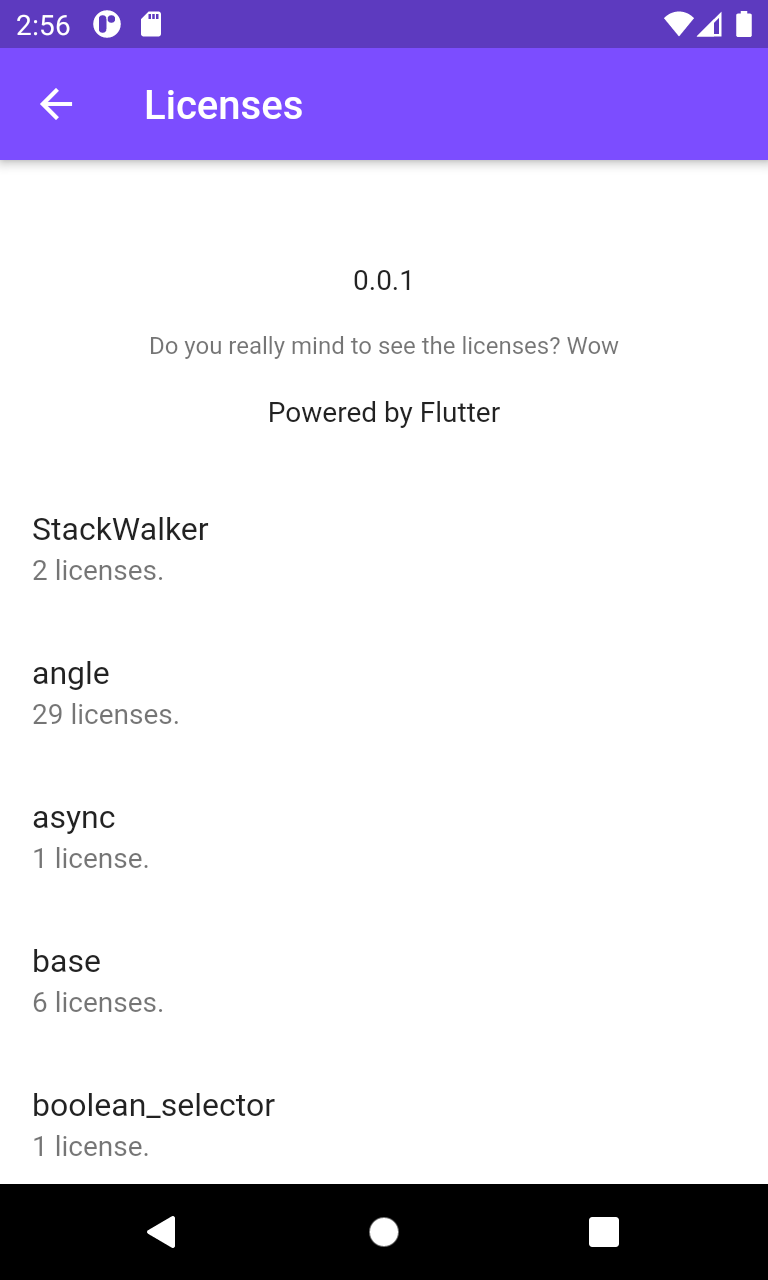 2:56
Licenses
0.0.1
Do you really mind to see the licenses? Wow
Powered by Flutter
StackWalker
2 licenses.
angle
29 licenses.
async
1 license.
base
6 licenses.
boolean_selector
1 license.